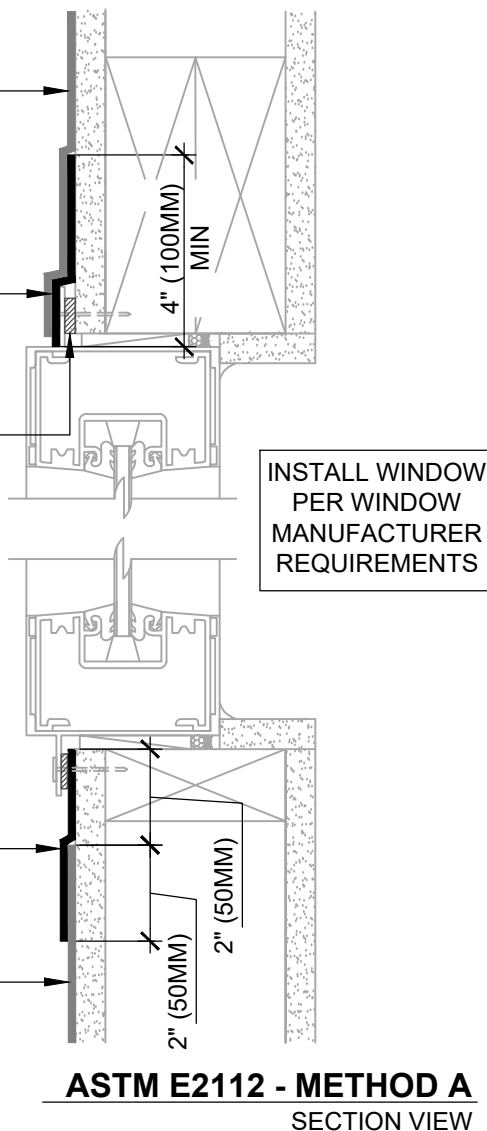 4" (100MM)
MIN
INSTALL WINDOW
PER WINDOW
MANUFACTURER
REQUIREMENTS
2" (50MM)
2" (50MM)
ASTM E2112 - METHOD A
SECTION VIEW